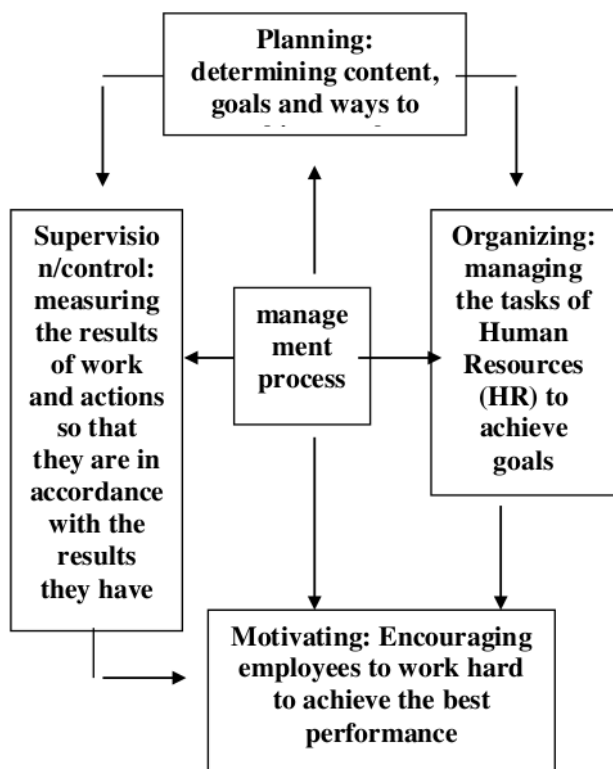 Planning:
determining content,
goals and ways to
Supervisio
n/control:
measuring
the results
of work
and actions
so that
they are in
accordance
with the
results
they have
manage
ment
process
Organizing:
managing
the tasks of
Human
Resources
(HR) to
achieve
goals
Motivating: Encouraging
employees to work hard
to achieve the best
performance